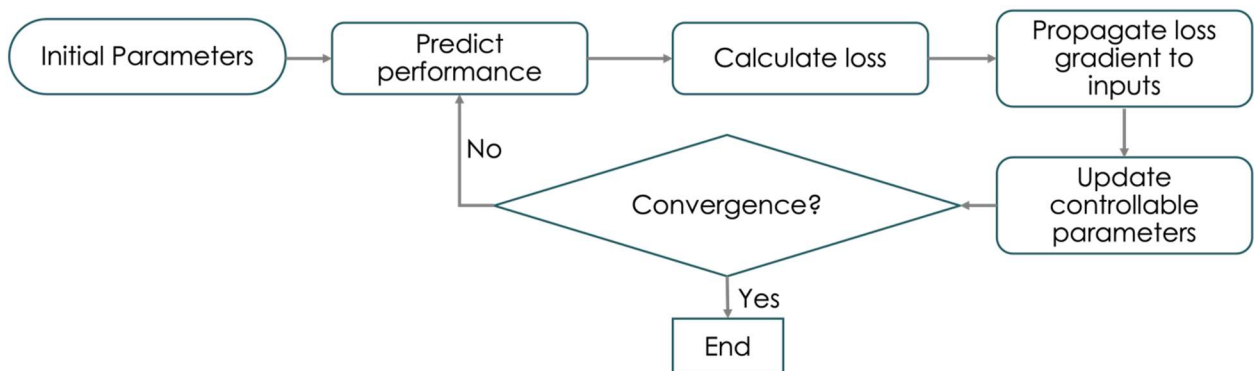 Initial Parameters
Predict
performance
Calculate loss
Propagate loss
gradient to
inputs
Update
controllable
parameters
Convergence?
No
Yes
End